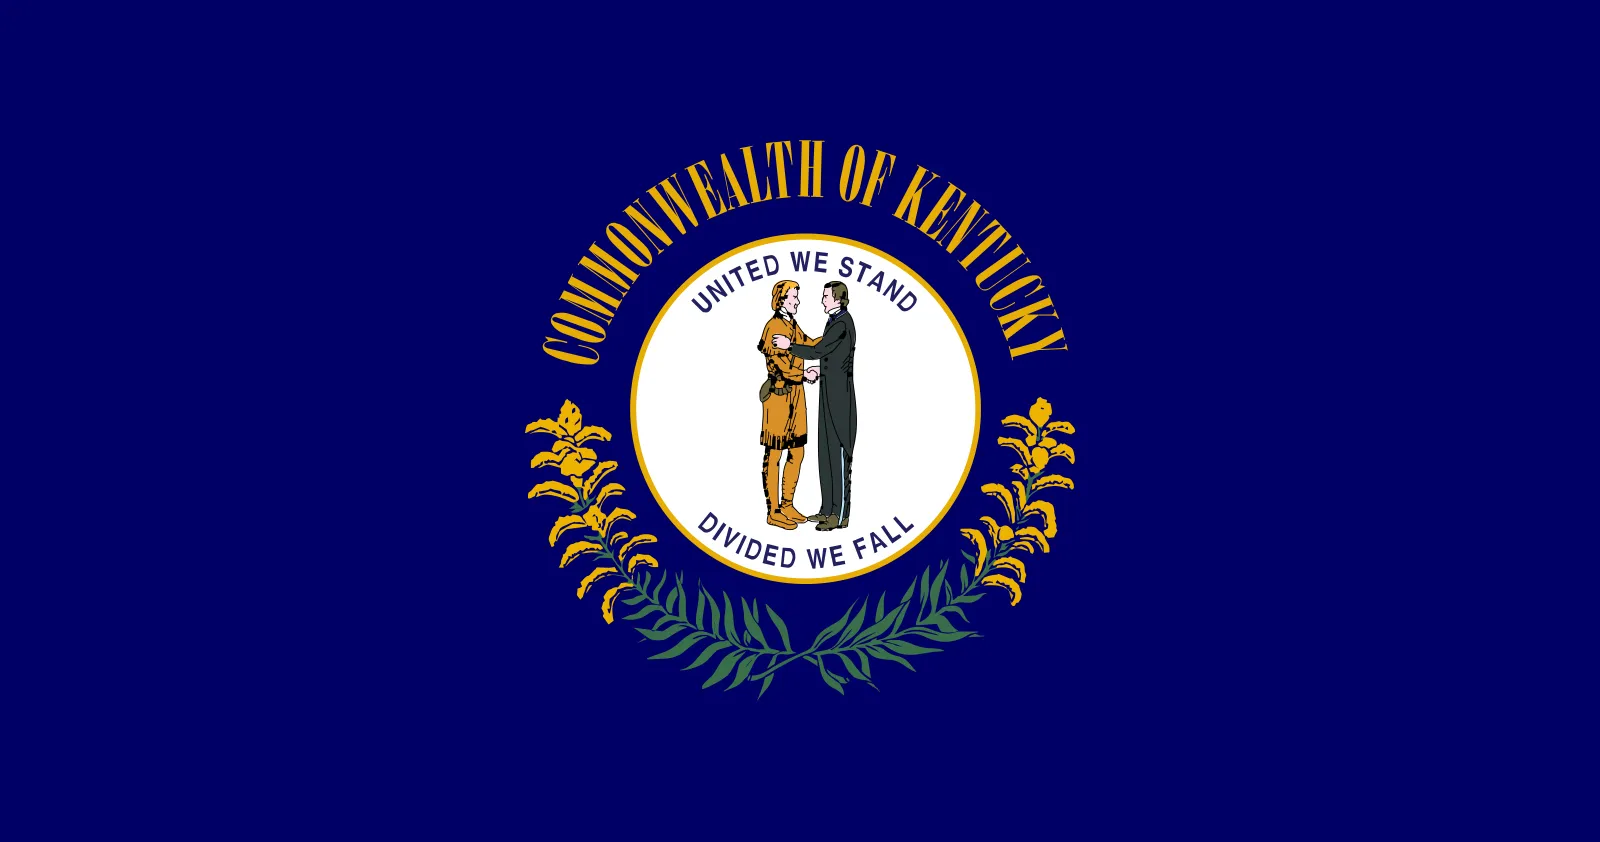 COMMONWEALTH OF KENTUCKY
UNITED WE STAND
DIVIDED WE FALL